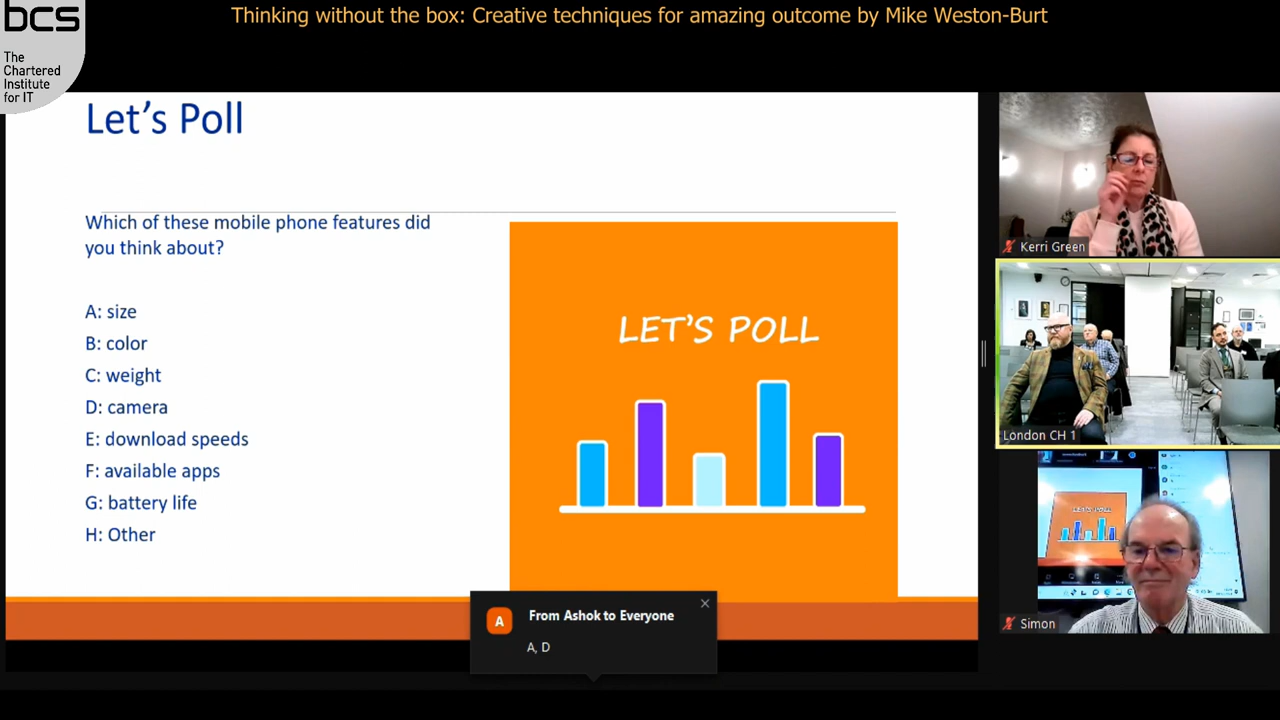 bcs
The
Chartered
Institute
for IT
Thinking without the box: Creative techniques for amazing outcome by Mike Weston-Burt
Let's Poll
Which of these mobile phone features did
you think about?
A: size
B: color
C: weight
D: camera
E: download speeds
F: available apps
G: battery life
H: Other
LET'S POLL
A
From Ashok to Everyone
A, D
Kerri Green
London CH 1
LET'S POLL
Simon